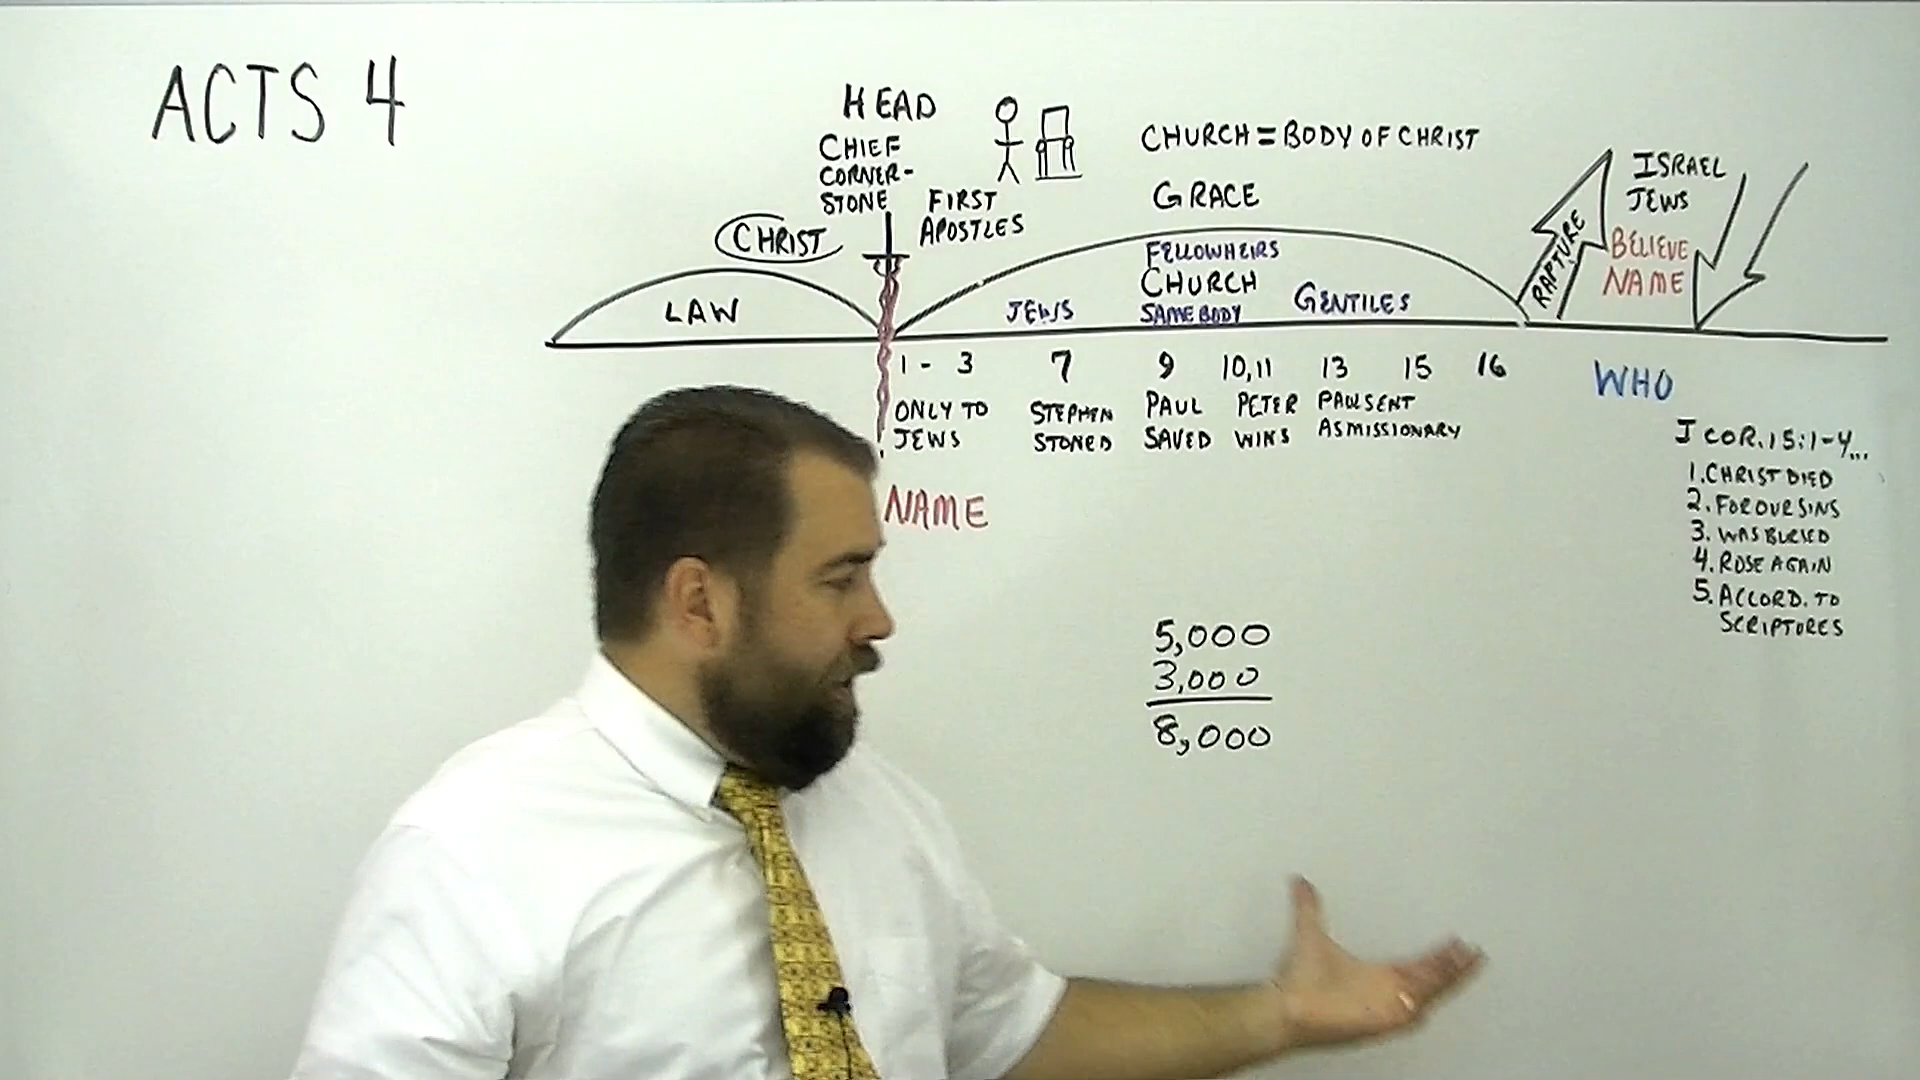 ACTS 4
HEAD
CHIEF
CORNER-
STONE
FIRST
APOSTLES
CHRIST
LAW
CHURCH = BODY OF CHRIST
GRACE
FELLOWHEIRS
CHURCH
SAME BODY
JEWS
GENTILES
RAPTURE
ISRAEL
JEWS
BELIEVE
NAME
1 - 3
ONLY TO
JEWS
7
STEPHEN
STONED
9
PAUL
SAVED
10,11
PETER
WINS
13
PAUL SENT
AS MISSIONARY
15
16
NAME
WHO
I COR. 15:1-4...
1. CHRIST DIED
2. FOR OUR SINS
3. WAS BURIED
4. ROSE AGAIN
5. ACCORD. TO
SCRIPTURES
5,000
3,000
8,000